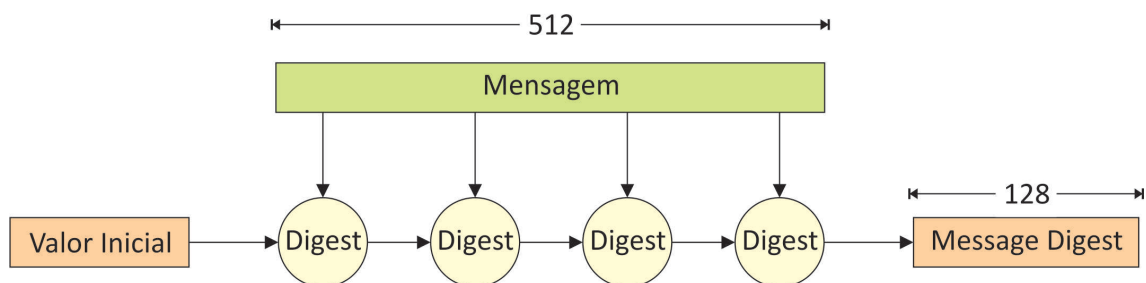 512
Mensagem
128
Valor Inicial
Digest
Digest
Digest
Digest
Message Digest